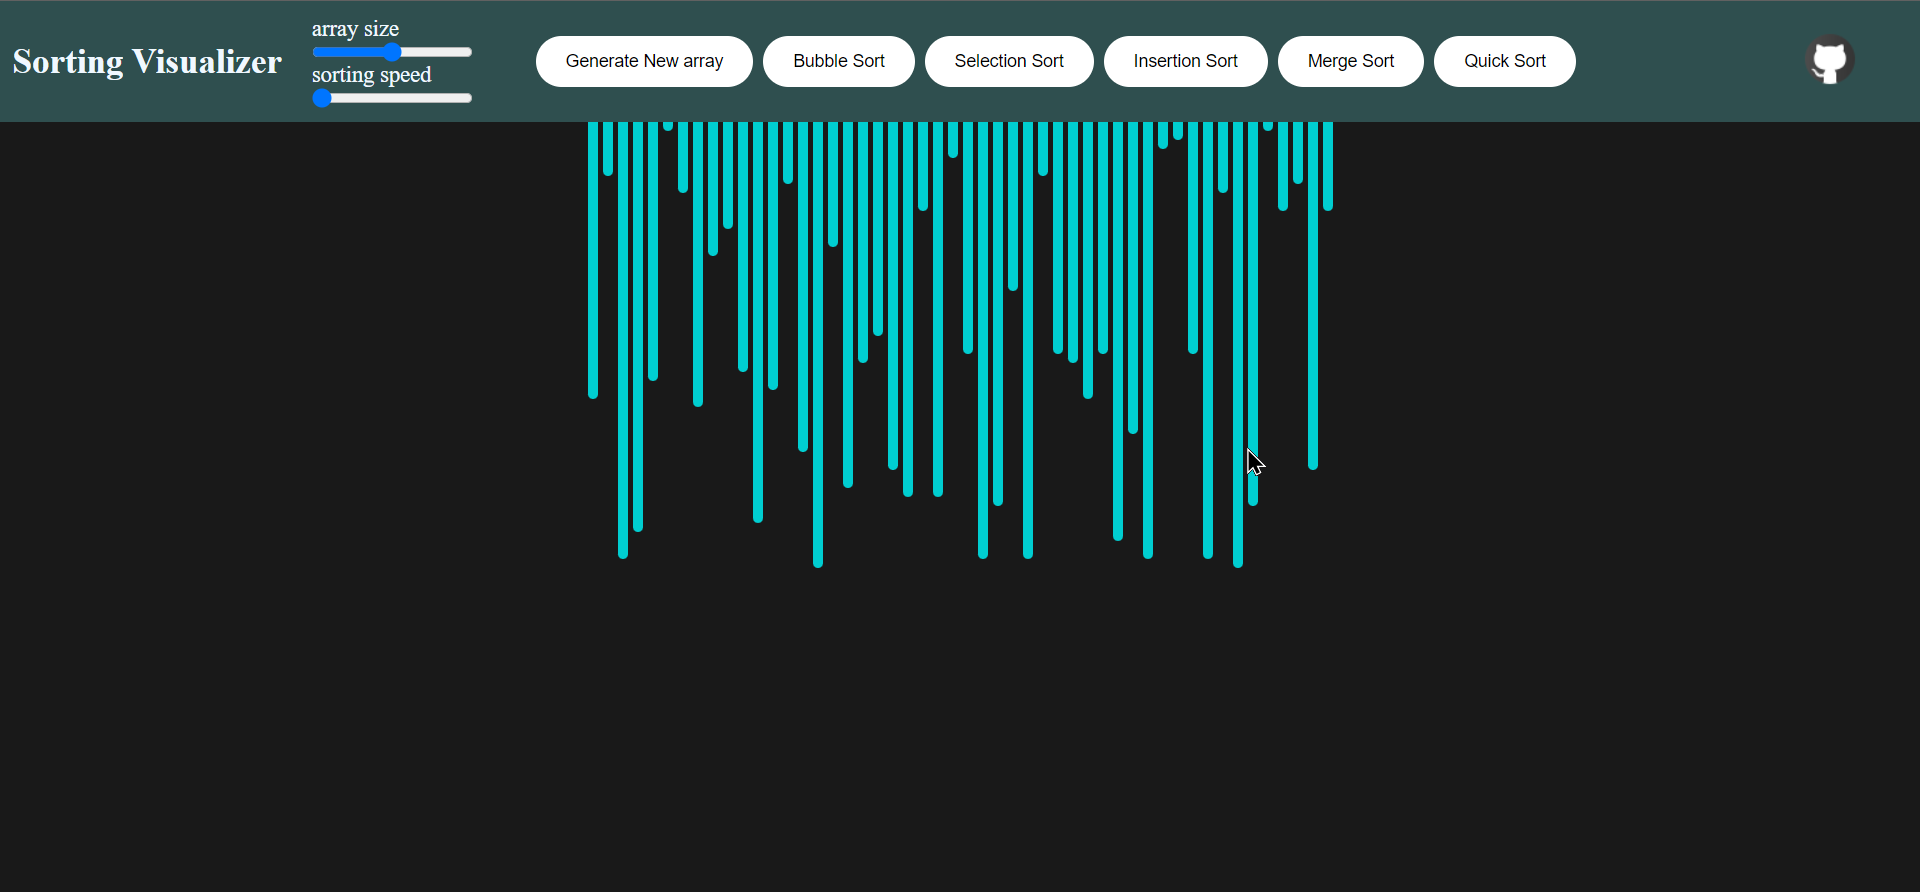 Sorting Visualizer
array size
sorting speed
Generate New array
Bubble Sort
Selection Sort
Insertion Sort
Merge Sort
Quick Sort